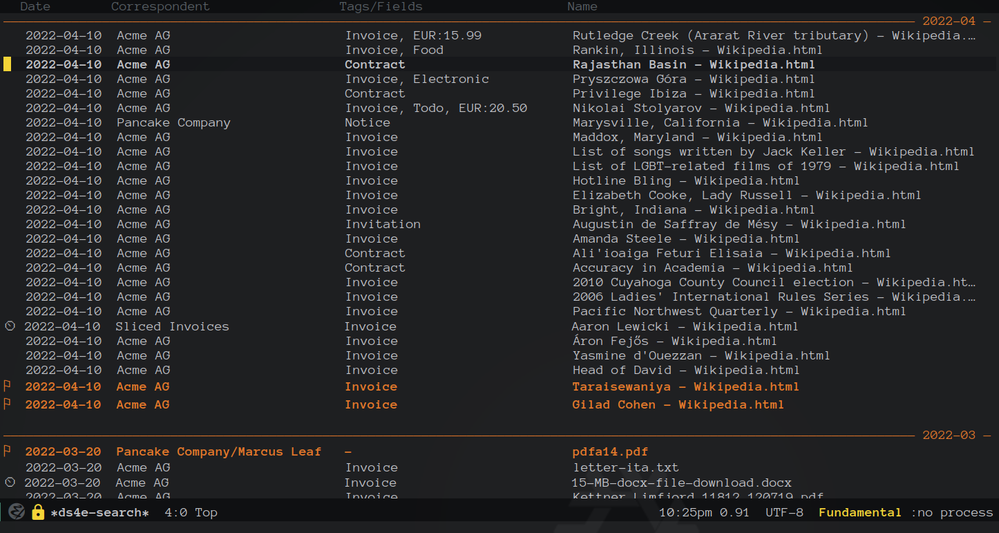 Date Correspondent Tags/Fields Name
2022-04
2022-04-10 Acme AG Invoice, EUR:15.99 Rutledge Creek (Ararat River tributary) – Wikipedia.…
2022-04-10 Acme AG Invoice, Food Rankin, Illinois – Wikipedia.html
2022-04-10 Acme AG Contract Rajasthan Basin – Wikipedia.html
2022-04-10 Acme AG Invoice, Electronic Pryszczowa Góra – Wikipedia.html
2022-04-10 Acme AG Contract Privilege Ibiza – Wikipedia.html
2022-04-10 Acme AG Invoice, Todo, EUR:20.50 Nikolai Stolyarov – Wikipedia.html
2022-04-10 Pancake Company Notice Marysville, California – Wikipedia.html
2022-04-10 Acme AG Invoice Maddox, Maryland – Wikipedia.html
2022-04-10 Acme AG Invoice List of songs written by Jack Keller – Wikipedia.html
2022-04-10 Acme AG Invoice List of LGBT-related films of 1979 – Wikipedia.html
2022-04-10 Acme AG Invoice Hotline Bling – Wikipedia.html
2022-04-10 Acme AG Invoice Elizabeth Cooke, Lady Russell – Wikipedia.html
2022-04-10 Acme AG Invoice Bright, Indiana – Wikipedia.html
2022-04-10 Acme AG Invitation Augustin de Saffray de Mésy – Wikipedia.html
2022-04-10 Acme AG Invoice Amanda Steele – Wikipedia.html
2022-04-10 Acme AG Contract Ali'ioaiga Feturi Elisaia – Wikipedia.html
2022-04-10 Acme AG Contract Accuracy in Academia – Wikipedia.html
2022-04-10 Acme AG Invoice 2010 Cuyahoga County Council election – Wikipedia.ht…
2022-04-10 Acme AG Invoice 2006 Ladies' International Rules Series – Wikipedia.…
2022-04-10 Acme AG Invoice Pacific Northwest Quarterly – Wikipedia.html
2022-04-10 Sliced Invoices Invoice Aaron Lewicki – Wikipedia.html
2022-04-10 Acme AG Invoice Áron Fejős – Wikipedia.html
2022-04-10 Acme AG Invoice Yasmine d'Ouezzan – Wikipedia.html
2022-04-10 Acme AG Invoice Head of David – Wikipedia.html
2022-04-10 Acme AG Invoice Taraisewaniya – Wikipedia.html
2022-04-10 Acme AG Invoice Gilad Cohen – Wikipedia.html
2022-03
2022-03-20 Pancake Company/Marcus Leaf – pdfa14.pdf
2022-03-20 Acme AG Invoice letter-ita.txt
2022-03-20 Acme AG Invoice 15-MB-docx-file-download.docx
2022-03-20 Acme AG Invoice Kettner Limfjord 11812 120719.pdf
*ds4e-search* 4:0 Top 10:25pm 0.91 UTF-8 Fundamental :no process